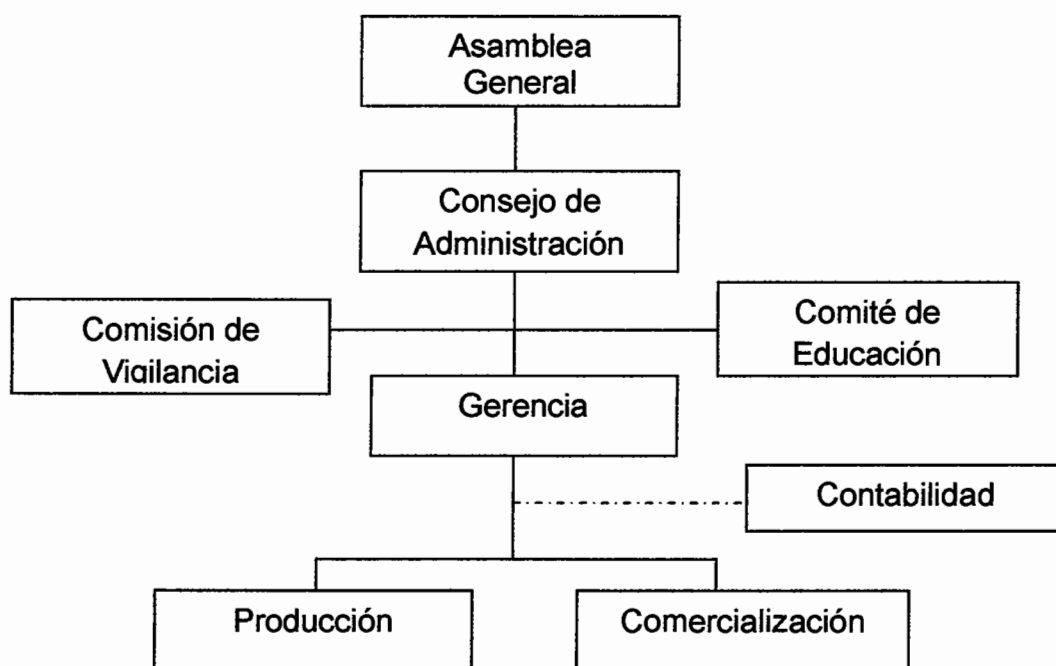 Asamblea
General
Consejo de
Administración
Comisión de
Vigilancia
Comité de
Educación
Gerencia
Contabilidad
Producción
Comercialización